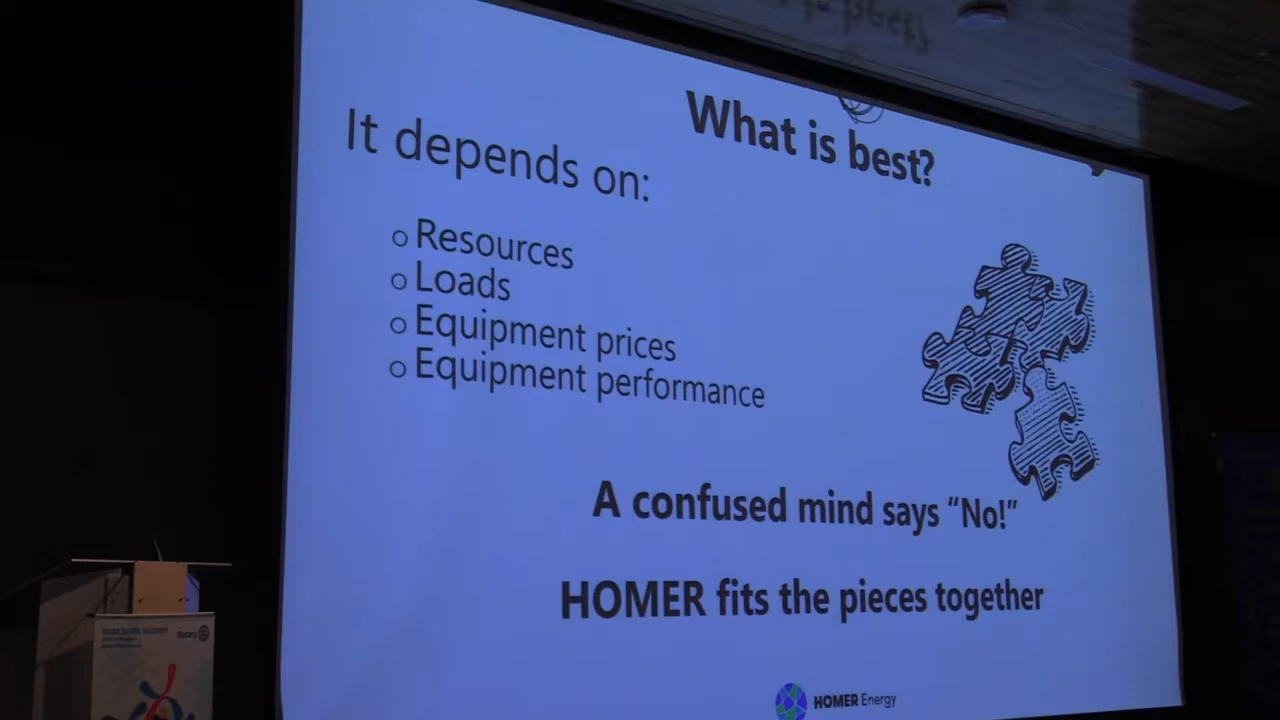 What is best?
It depends on:
○ Resources
○ Loads
○ Equipment prices
○ Equipment performance
A confused mind says “No!”
HOMER fits the pieces together
HOMER Energy
Rotary